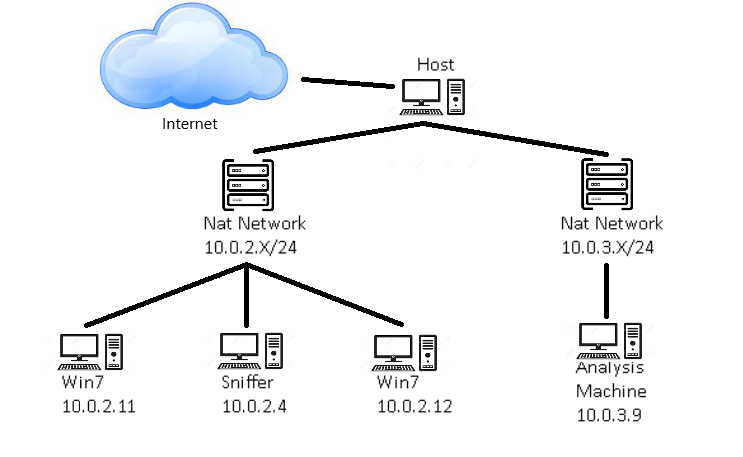 Host
Internet
Nat Network
10.0.2.X/24
Nat Network
10.0.3.X/24
Win7
10.0.2.11
Sniffer
10.0.2.4
Win7
10.0.2.12
Analysis
Machine
10.0.3.9